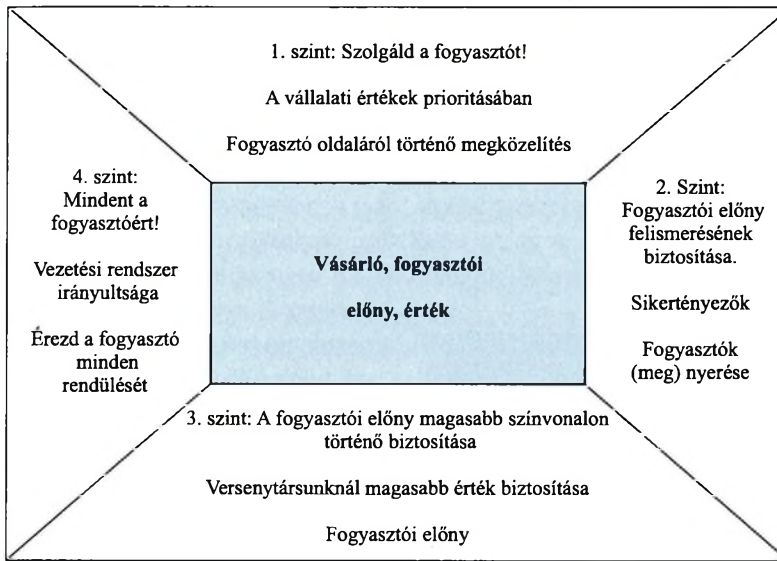 1. szint: Szolgáld a fogyasztót!
A vállalati értékek prioritásában
Fogyasztó oldaláról történő megközelítés
4. szint:
Mindent a
fogyasztóért!
Vezetési rendszer
irányultsága
Érezd a fogyasztó
minden
rendülését
Vásárló, fogyasztói
előny, érték
2. Szint:
Fogyasztói előny
felismerésének
biztosítása.
Sikertényezők
Fogyasztók
(meg) nyerése
3. szint: A fogyasztói előny magasabb színvonalon
történő biztosítása
Versenytársunknál magasabb érték biztosítása
Fogyasztói előny